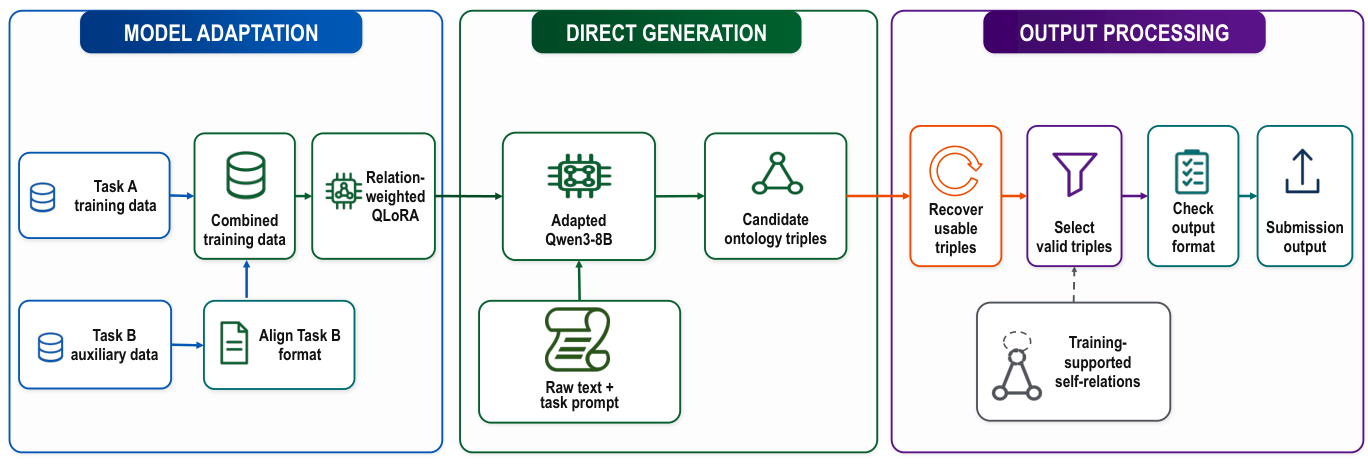 MODEL ADAPTATION
Task A
training data
Combined
training data
Relation-
weighted
QLoRA
Task B
auxiliary data
Align Task B
format
DIRECT GENERATION
Adapted
Qwen3-8B
Candidate
ontology triples
Raw text +
task prompt
OUTPUT PROCESSING
Recover
usable
triples
Select
valid triples
Check
output
format
Submission
output
Training-
supported
self-relations